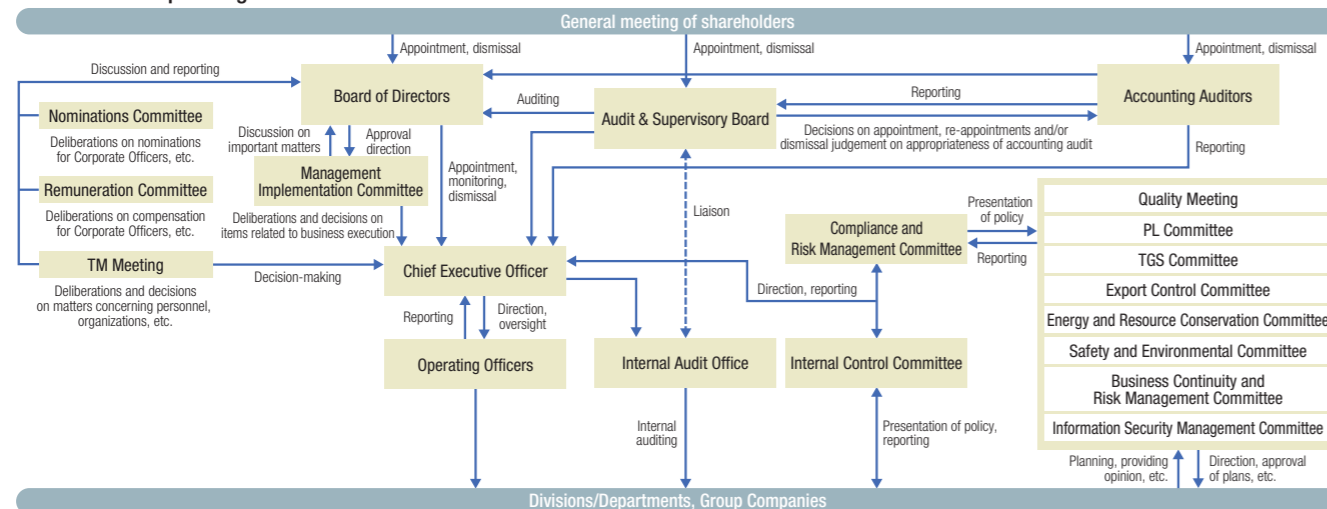 General meeting of shareholders
Appointment, dismissal
Appointment, dismissal
Appointment, dismissal
Discussion and reporting
Board of Directors
Auditing
Audit & Supervisory Board
Reporting
Accounting Auditors
Decisions on appointment, re-appointments and/or
dismissal judgement on appropriateness of accounting audit
Reporting
Nominations Committee
Deliberations on nominations
for Corporate Officers, etc.
Discussion on
important matters
Approval
direction
Management
Implementation Committee
Appointment,
monitoring,
dismissal
Remuneration Committee
Deliberations on compensation
for Corporate Officers, etc.
Deliberations and decisions on
items related to business execution
Liaison
TM Meeting
Deliberations and decisions
on matters concerning personnel,
organizations, etc.
Decision-making
Chief Executive Officer
Compliance and
Risk Management Committee
Presentation
of policy
Reporting
Direction, reporting
Reporting
Direction,
oversight
Operating Officers
Internal Audit Office
Internal Control Committee
Quality Meeting
PL Committee
TGS Committee
Export Control Committee
Energy and Resource Conservation Committee
Safety and Environmental Committee
Business Continuity and
Risk Management Committee
Information Security Management Committee
Internal
auditing
Presentation of policy,
reporting
Planning, providing
opinion, etc.
Direction, approval
of plans, etc.
Divisions/Departments, Group Companies